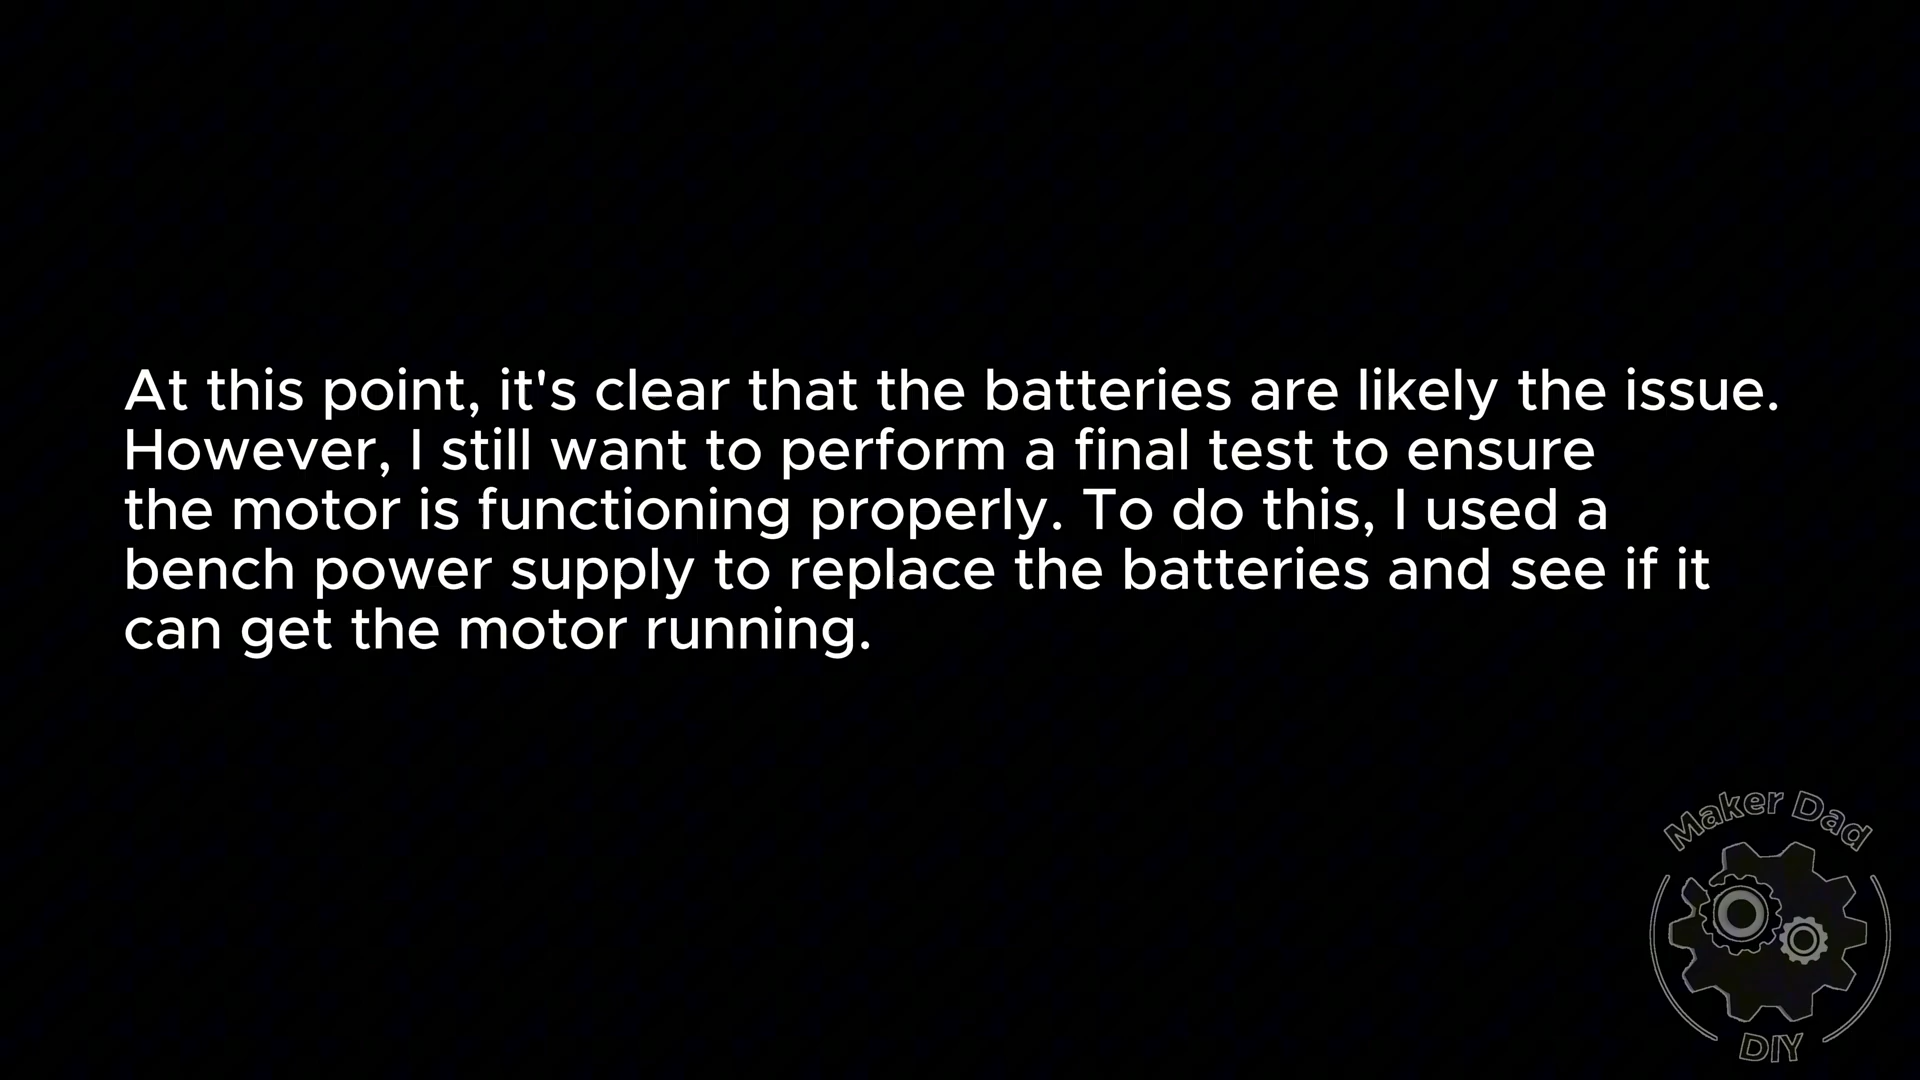 At this point, it's clear that the batteries are likely the issue.
However, I still want to perform a final test to ensure
the motor is functioning properly. To do this, I used a
bench power supply to replace the batteries and see if it
can get the motor running.
Maker Dad
DIY